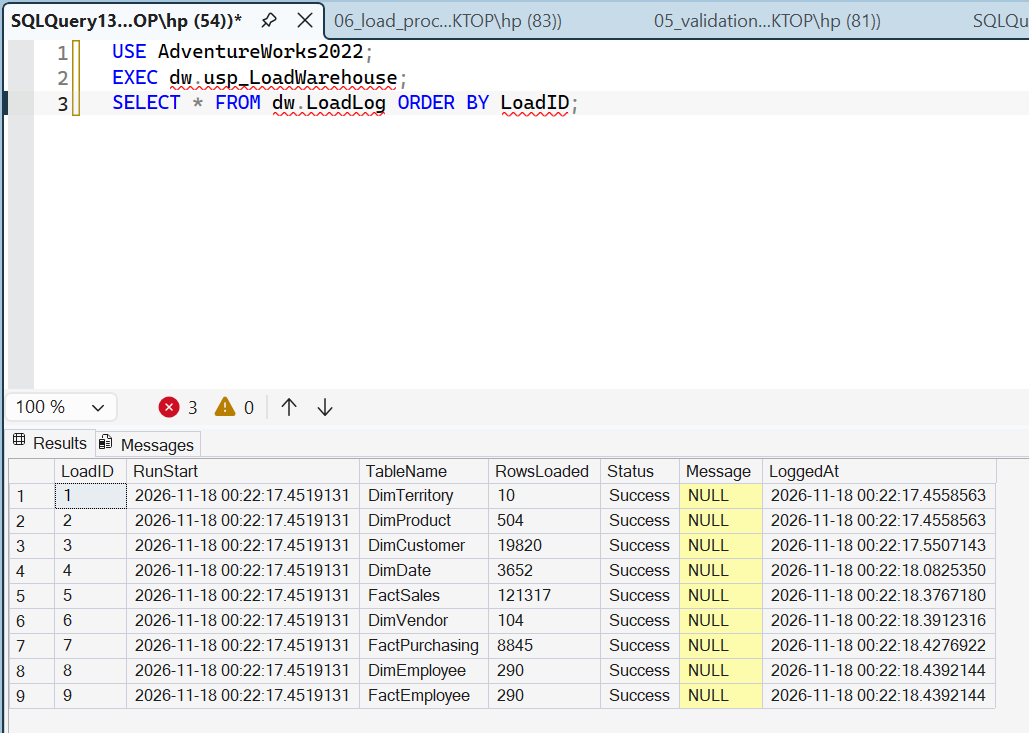 SQLQuery13...OP\hp (54))* 06_load_proc...KTOP\hp (83)) 05_validation...KTOP\hp (81)) SQLQu
1 USE AdventureWorks2022;
2 EXEC dw.usp_LoadWarehouse;
3 SELECT * FROM dw.LoadLog ORDER BY LoadID;
100 % 3 0
Results Messages
LoadID RunStart TableName RowsLoaded Status Message LoggedAt
1 1 2026-11-18 00:22:17.4519131 DimTerritory 10 Success NULL 2026-11-18 00:22:17.4558563
2 2 2026-11-18 00:22:17.4519131 DimProduct 504 Success NULL 2026-11-18 00:22:17.4558563
3 3 2026-11-18 00:22:17.4519131 DimCustomer 19820 Success NULL 2026-11-18 00:22:17.5507143
4 4 2026-11-18 00:22:17.4519131 DimDate 3652 Success NULL 2026-11-18 00:22:18.0825350
5 5 2026-11-18 00:22:17.4519131 FactSales 121317 Success NULL 2026-11-18 00:22:18.3767180
6 6 2026-11-18 00:22:17.4519131 DimVendor 104 Success NULL 2026-11-18 00:22:18.3912316
7 7 2026-11-18 00:22:17.4519131 FactPurchasing 8845 Success NULL 2026-11-18 00:22:18.4276922
8 8 2026-11-18 00:22:17.4519131 DimEmployee 290 Success NULL 2026-11-18 00:22:18.4392144
9 9 2026-11-18 00:22:17.4519131 FactEmployee 290 Success NULL 2026-11-18 00:22:18.4392144